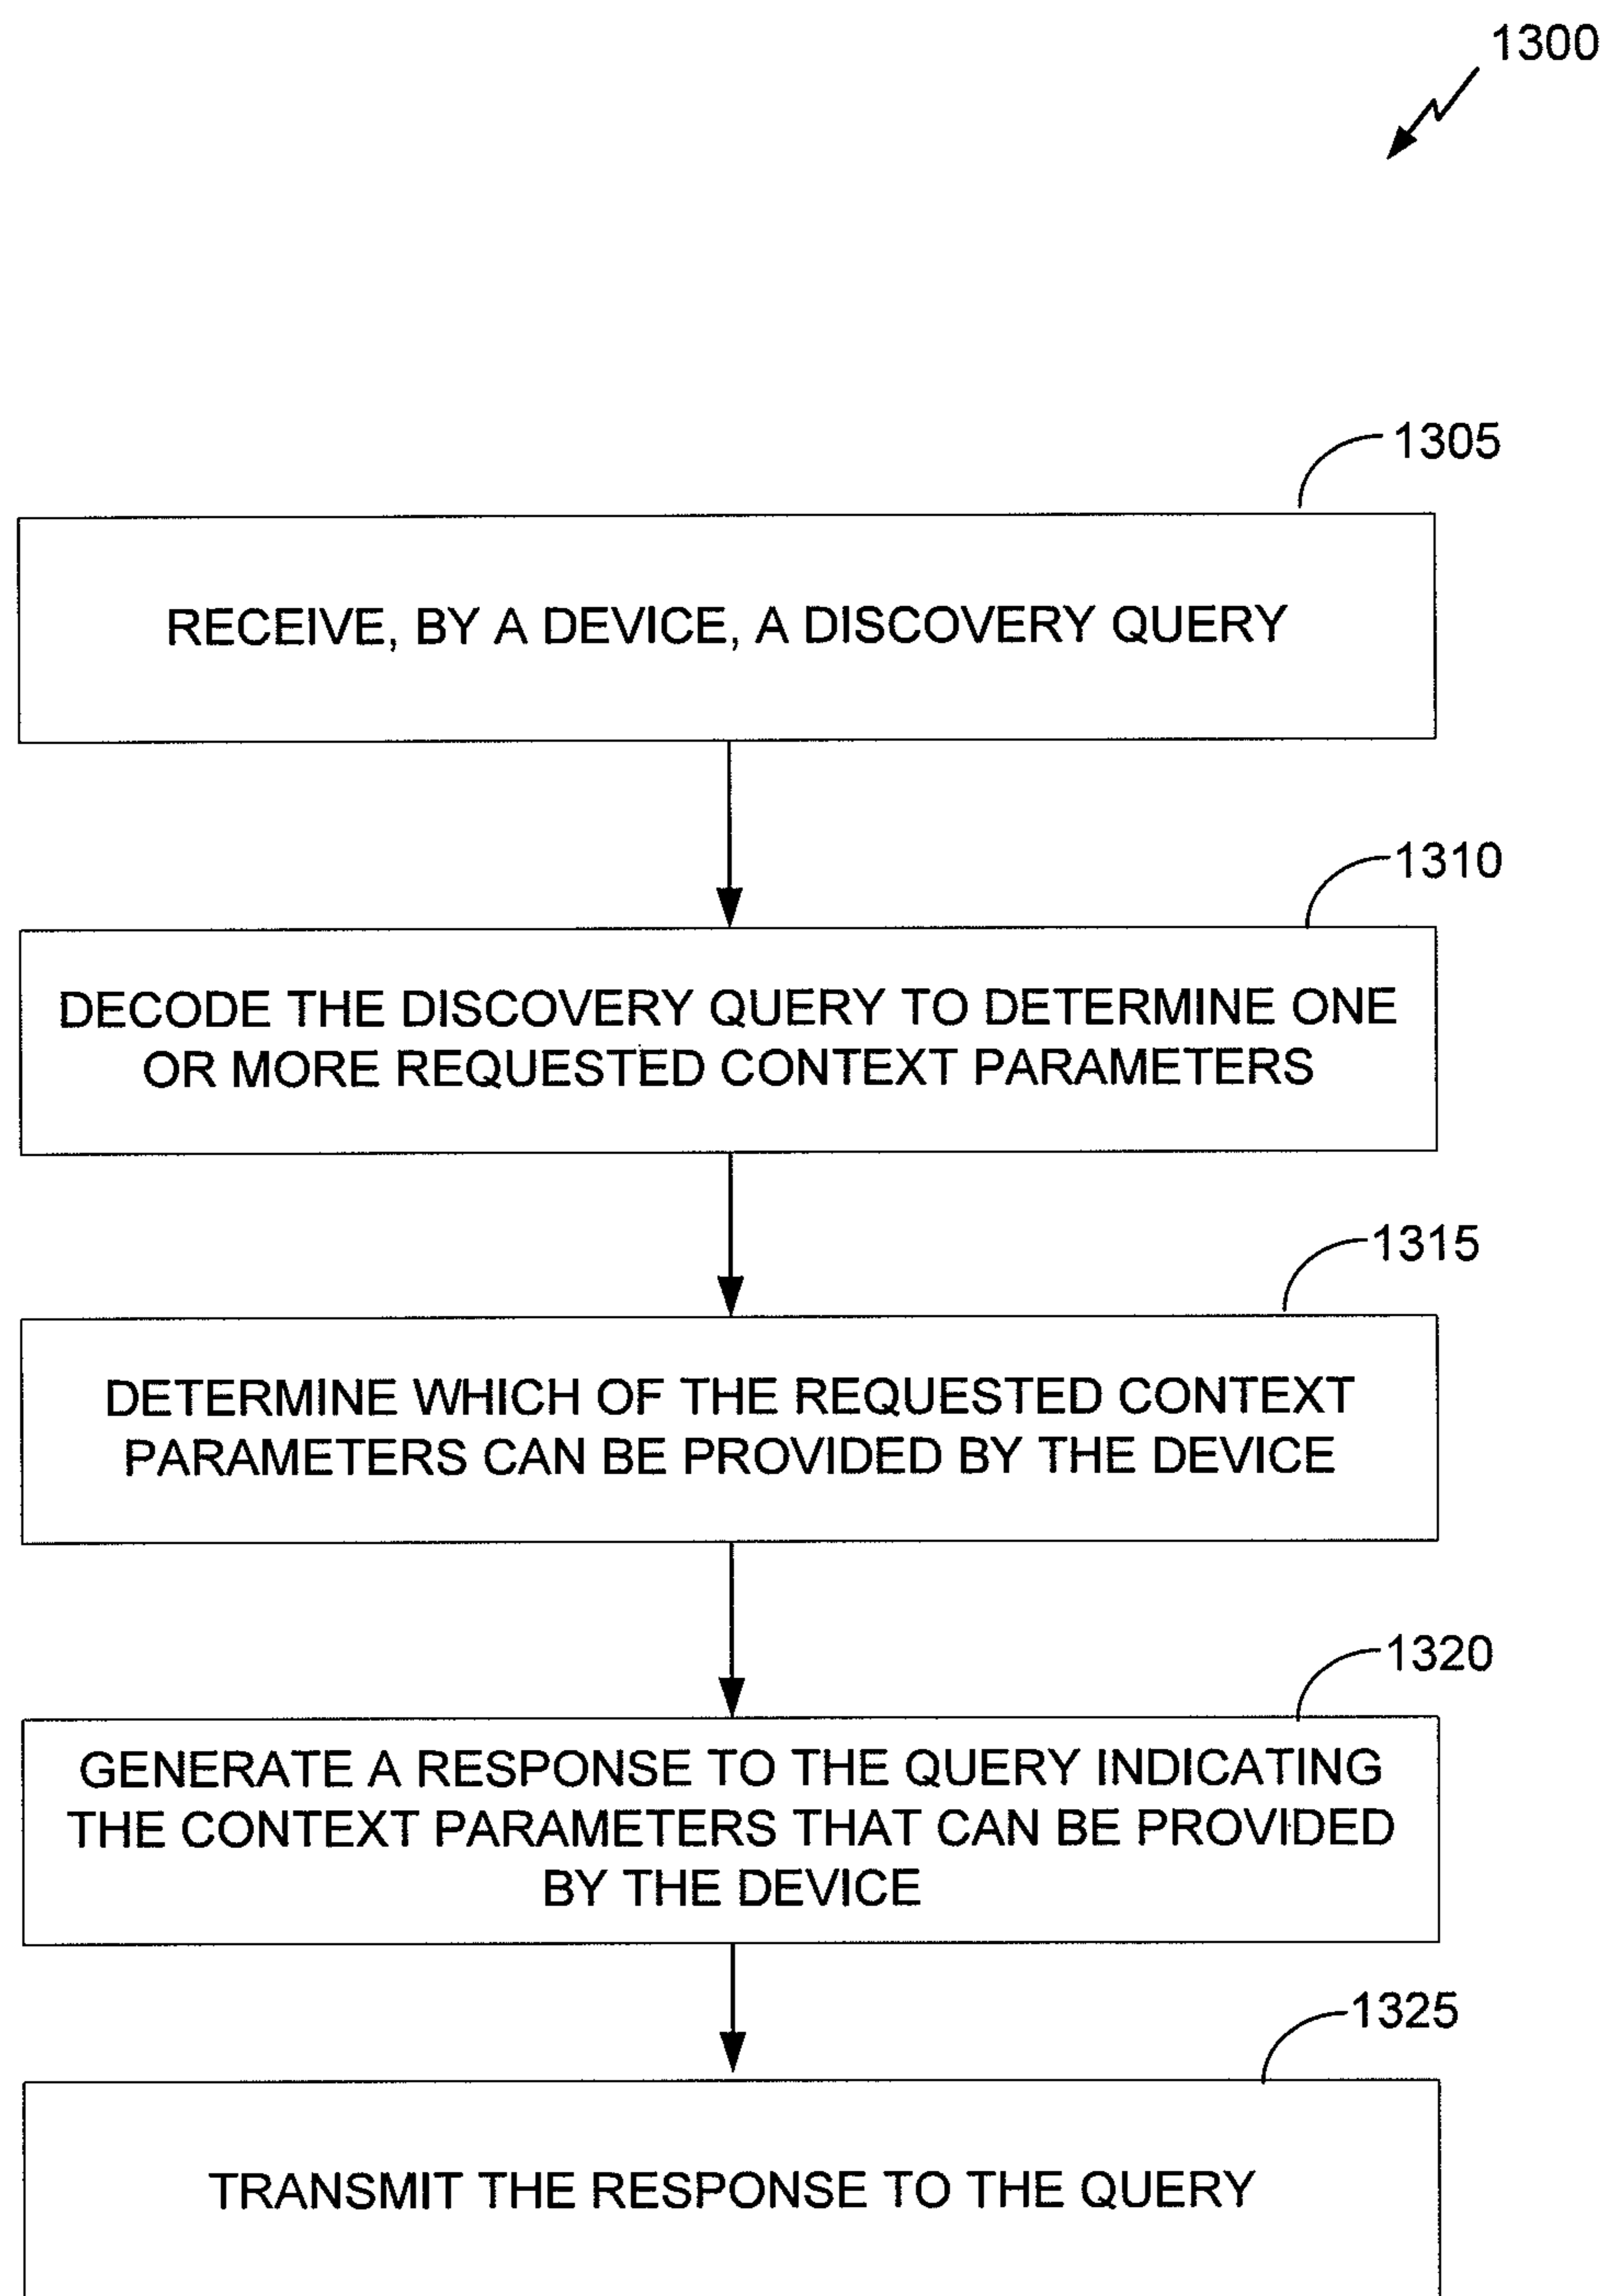 1300
1305
RECEIVE, BY A DEVICE, A DISCOVERY QUERY
1310
DECODE THE DISCOVERY QUERY TO DETERMINE ONE
OR MORE REQUESTED CONTEXT PARAMETERS
1315
DETERMINE WHICH OF THE REQUESTED CONTEXT
PARAMETERS CAN BE PROVIDED BY THE DEVICE
1320
GENERATE A RESPONSE TO THE QUERY INDICATING
THE CONTEXT PARAMETERS THAT CAN BE PROVIDED
BY THE DEVICE
1325
TRANSMIT THE RESPONSE TO THE QUERY